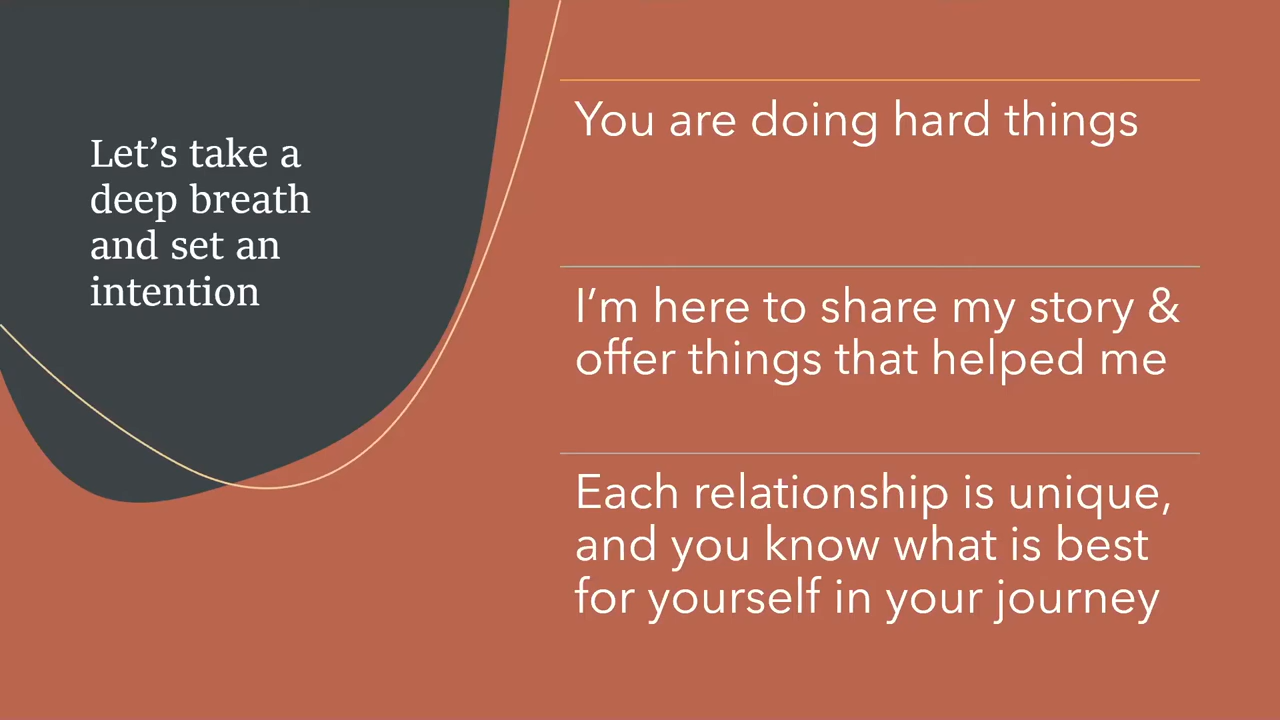 Let’s take a
deep breath
and set an
intention
You are doing hard things
I’m here to share my story &
offer things that helped me
Each relationship is unique,
and you know what is best
for yourself in your journey